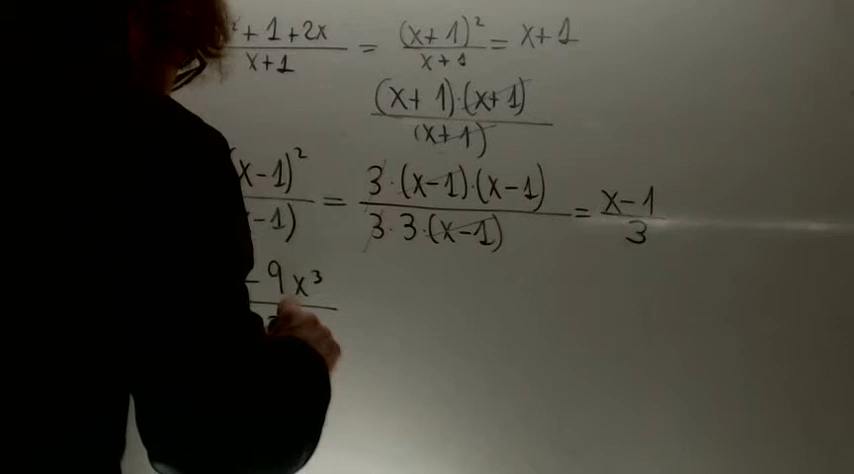 ² + 1 + 2x / x + 1 = (x + 1)² / x + 1 = x + 1
(x + 1)·(x + 1) / (x + 1)
(x - 1)² / - 1) = 3·(x - 1)·(x - 1) / 3·3·(x - 1) = x - 1 / 3
- 9x³